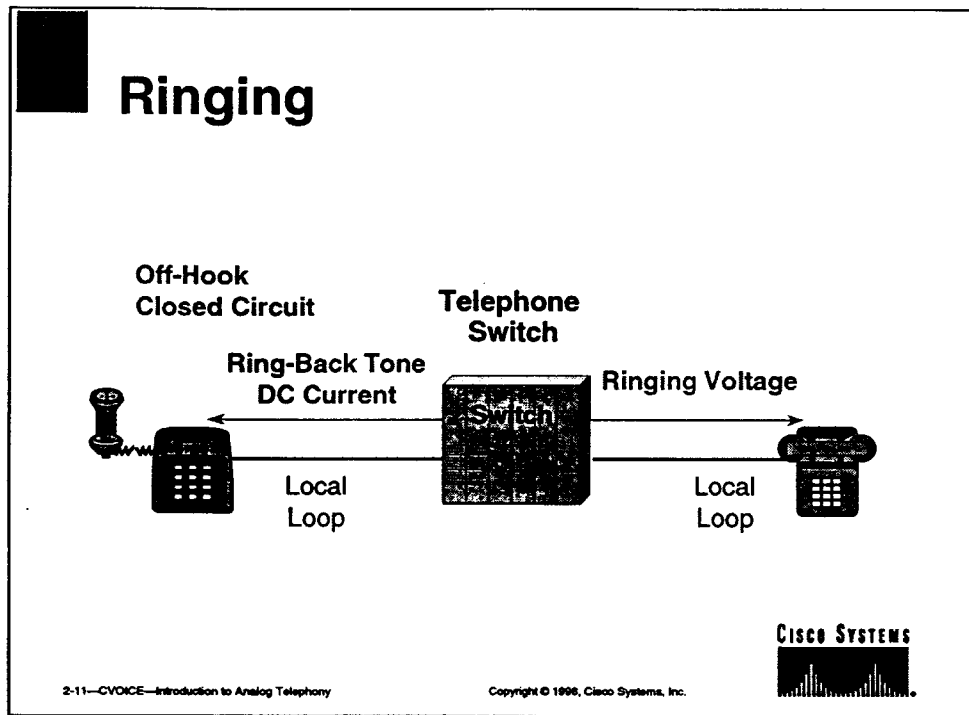 Ringing
Off-Hook
Closed Circuit
Telephone
Switch
Ring-Back Tone
DC Current
Ringing Voltage
Switch
Local
Loop
Local
Loop
CISCO SYSTEMS
2-11—CVOICE—Introduction to Analog Telephony
Copyright © 1998, Cisco Systems, Inc.